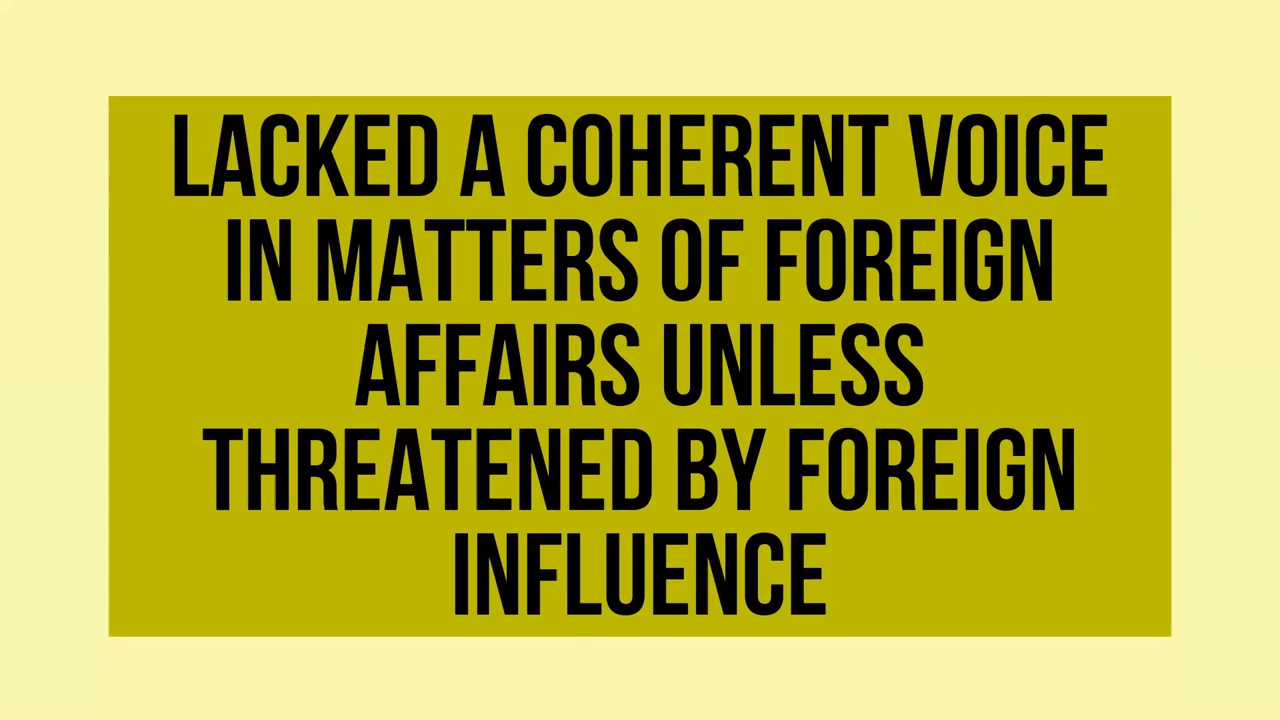 LACKED A COHERENT VOICE
IN MATTERS OF FOREIGN
AFFAIRS UNLESS
THREATENED BY FOREIGN
INFLUENCE